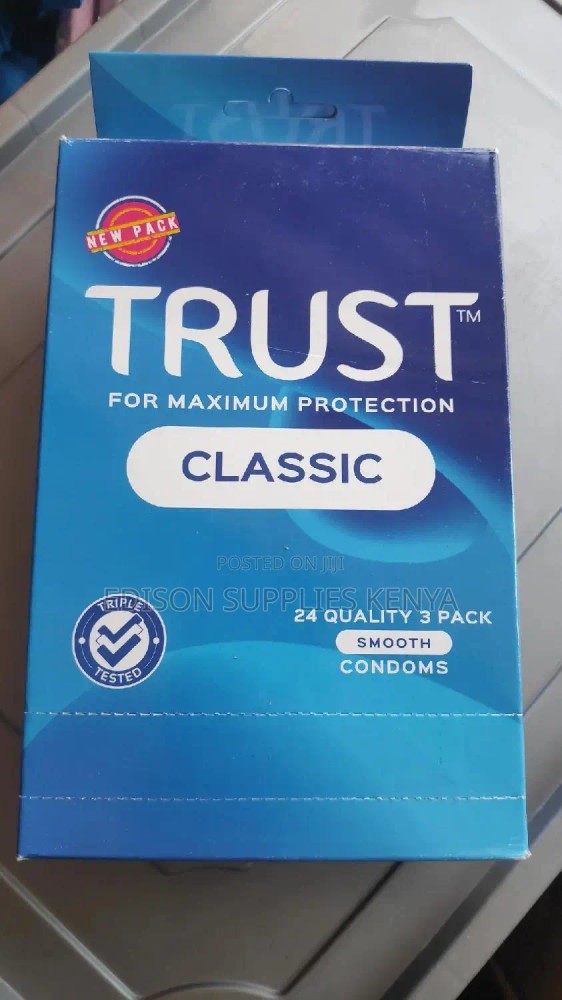 NEW PACK
TRUST™
FOR MAXIMUM PROTECTION
CLASSIC
POSTED ON JIJI
EDISON SUPPLIES KENYA
TRIPLE
TESTED
24 QUALITY 3 PACK
SMOOTH
CONDOMS